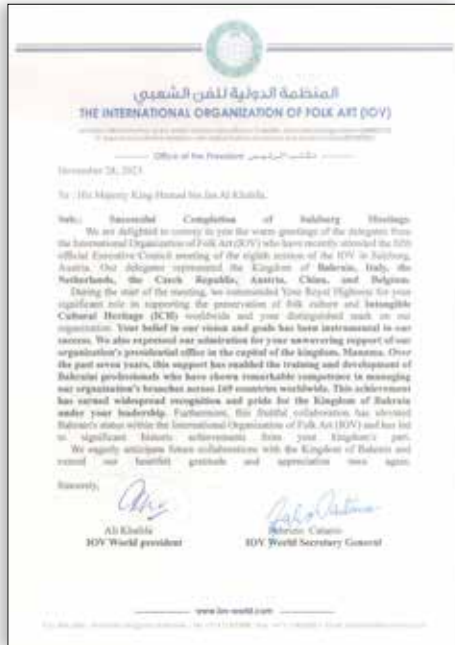 المنظمة الدولية للفن الشعبي
THE INTERNATIONAL ORGANIZATION OF FOLK ART (IOV)
Office of the President مكتب الرئيس
November 28, 2023
To : His Majesty King Hamad bin Isa Al Khalifa,
Sub.: Successful Completion of Salzburg Meetings
We are delighted to convey to you the warm greetings of the delegates from
the International Organization of Folk Art (IOV) who have recently attended the fifth
official Executive Council meeting of the eighth session of the IOV in Salzburg,
Austria. Our delegates represented the Kingdom of Bahrain, Italy, the
Netherlands, the Czech Republic, Austria, China, and Belgium.
During the start of the meeting, we commended Your Royal Highness for your
significant role in supporting the preservation of folk culture and Intangible
Cultural Heritage (ICH) worldwide and your distinguished mark on our
organization. Your belief in our vision and goals has been instrumental to our
success. We also expressed our admiration for your unwavering support of our
organization's presidential office in the capital of the kingdom, Manama. Over
the past seven years, this support has enabled the training and development of
Bahraini professionals who have shown remarkable competence in managing
our organization's branches across 169 countries worldwide. This achievement
has earned widespread recognition and pride for the Kingdom of Bahrain
under your leadership. Furthermore, this fruitful collaboration has elevated
Bahrain's status within the International Organization of Folk Art (IOV) and has led
to significant historic achievements from your kingdom's part.
We eagerly anticipate future collaborations with the Kingdom of Bahrain and
extend our heartfelt gratitude and appreciation once again.
Sincerely,
Ali Khalifa
IOV World president
Fabrizio Cattaneo
IOV World Secretary General
www.iov-world.com